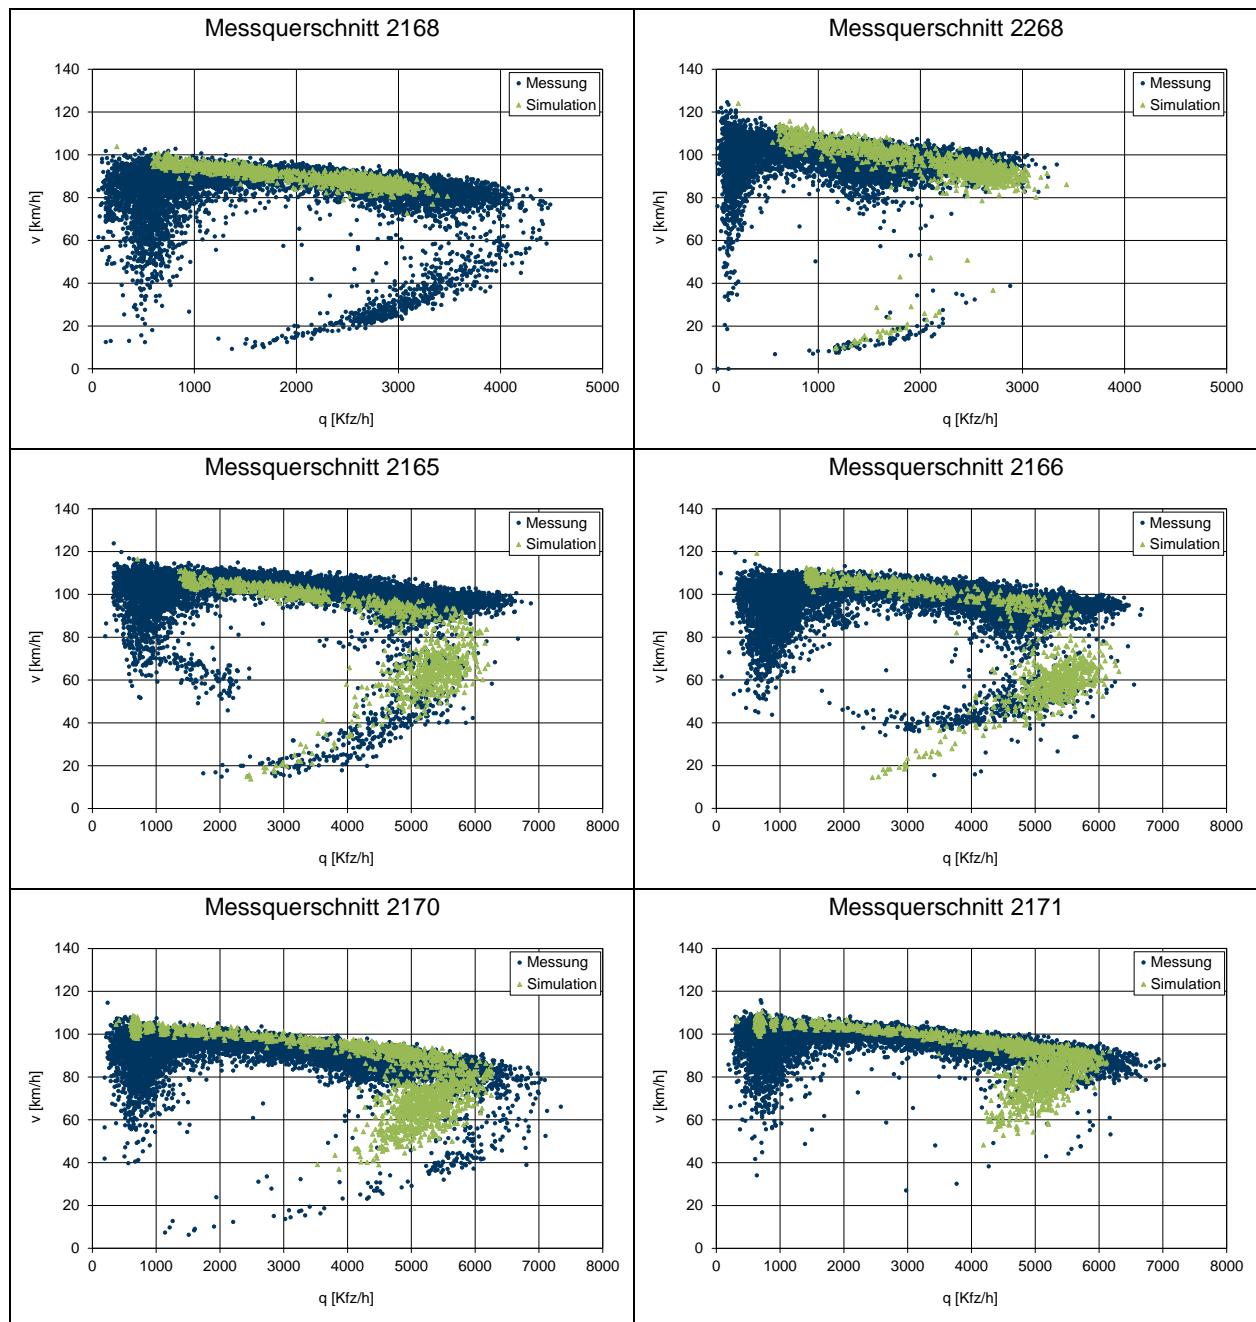 Messquerschnitt 2168
140
120
100
80
60
40
20
0
v [km/h]
0 1000 2000 3000 4000 5000
q [Kfz/h]
Messung
Simulation
Messquerschnitt 2268
140
120
100
80
60
40
20
0
v [km/h]
0 1000 2000 3000 4000 5000
q [Kfz/h]
Messung
Simulation
Messquerschnitt 2165
140
120
100
80
60
40
20
0
v [km/h]
0 1000 2000 3000 4000 5000 6000 7000 8000
q [Kfz/h]
Messung
Simulation
Messquerschnitt 2166
140
120
100
80
60
40
20
0
v [km/h]
0 1000 2000 3000 4000 5000 6000 7000 8000
q [Kfz/h]
Messung
Simulation
Messquerschnitt 2170
140
120
100
80
60
40
20
0
v [km/h]
0 1000 2000 3000 4000 5000 6000 7000 8000
q [Kfz/h]
Messung
Simulation
Messquerschnitt 2171
140
120
100
80
60
40
20
0
v [km/h]
0 1000 2000 3000 4000 5000 6000 7000 8000
q [Kfz/h]
Messung
Simulation